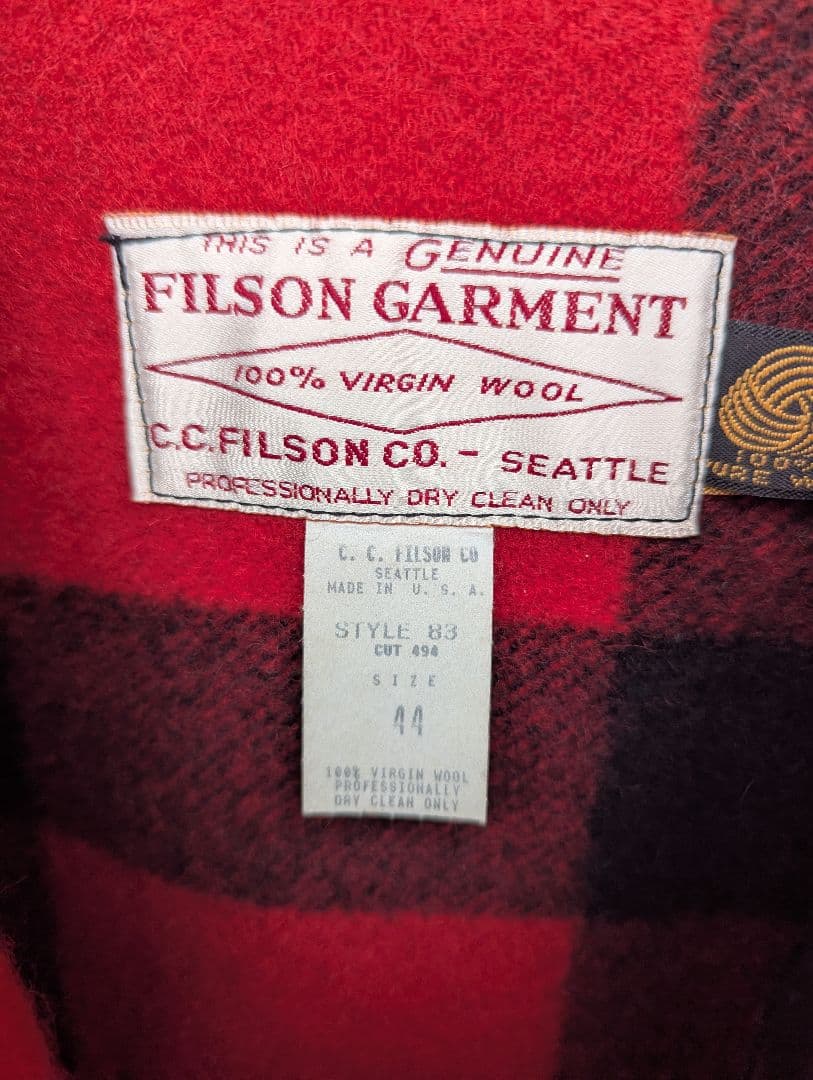 THIS IS A GENUINE
FILSON GARMENT
100% VIRGIN WOOL
C.C.FILSON CO. - SEATTLE
PROFESSIONALLY DRY CLEAN ONLY
C. C. FILSON CO
SEATTLE
MADE IN U. S. A.
STYLE 83
CUT 494
SIZE
44
100% VIRGIN WOOL
PROFESSIONALLY
DRY CLEAN ONLY